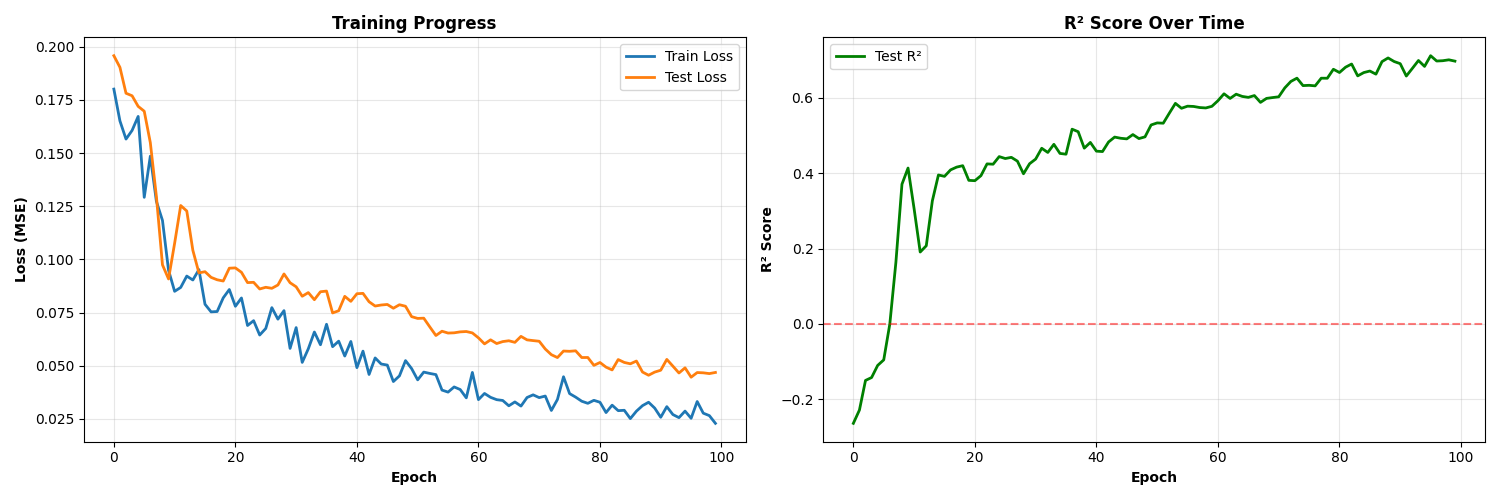 Training Progress
Train Loss
Test Loss
0.200
0.175
0.150
0.125
0.100
0.075
0.050
0.025
Loss (MSE)
0 20 40 60 80 100
Epoch
R² Score Over Time
Test R²
0.6
0.4
0.2
0.0
−0.2
R² Score
0 20 40 60 80 100
Epoch